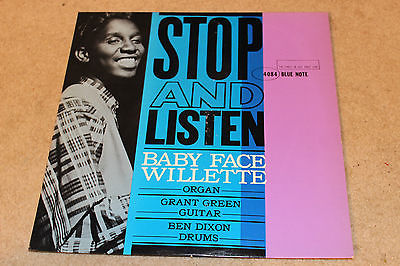 STOP
AND
LISTEN
4084 BLUE NOTE
BABY FACE
WILLETTE
ORGAN
GRANT GREEN
GUITAR
BEN DIXON
DRUMS